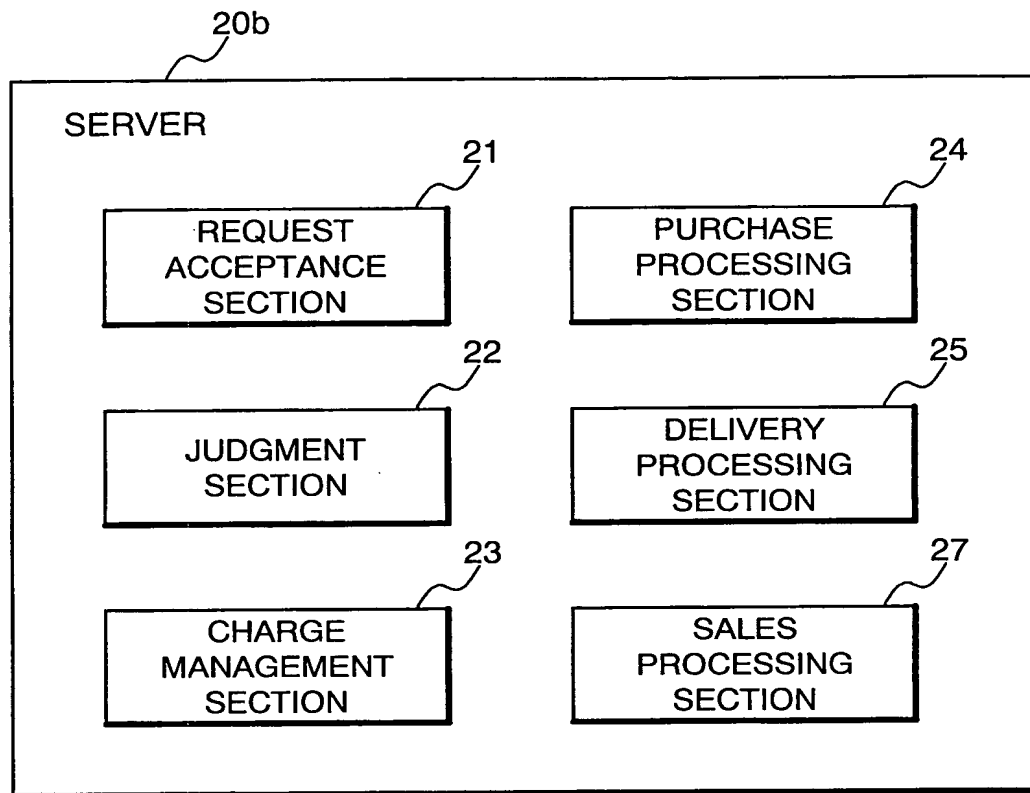 20b
SERVER
21
REQUEST
ACCEPTANCE
SECTION
22
JUDGMENT
SECTION
23
CHARGE
MANAGEMENT
SECTION
24
PURCHASE
PROCESSING
SECTION
25
DELIVERY
PROCESSING
SECTION
27
SALES
PROCESSING
SECTION